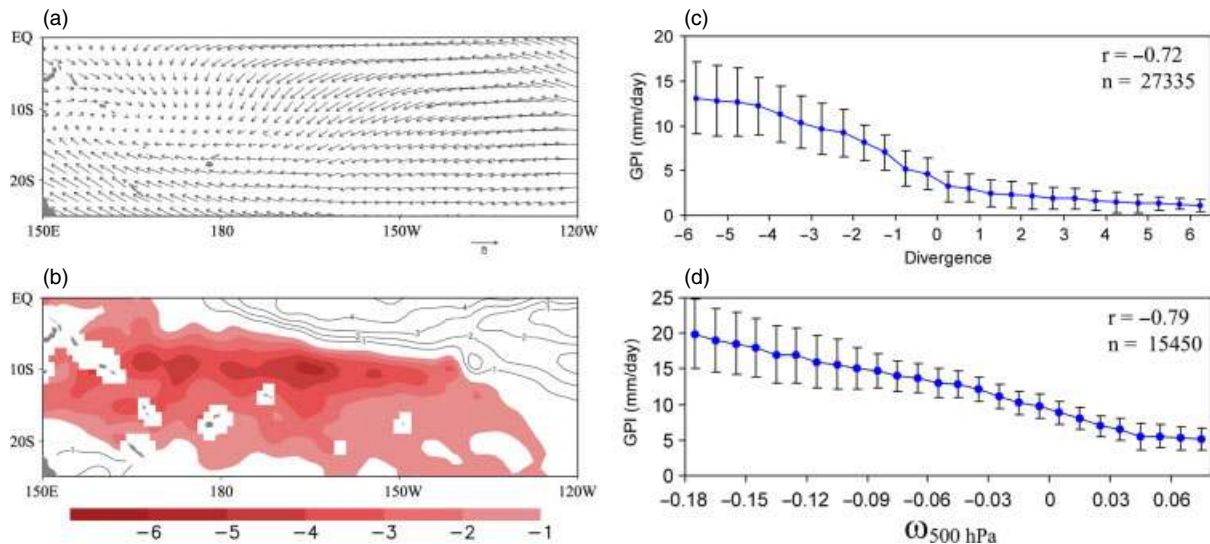 (a)
EQ
10S
20S
150E 180 150W 120W
8
(b)
EQ
10S
20S
150E 180 150W 120W
−6 −5 −4 −3 −2 −1
(c)
20
15
10
5
0
GPI (mm/day)
r = −0.72
n = 27335
−6 −5 −4 −3 −2 −1 0 1 2 3 4 5 6
Divergence
(d)
25
20
15
10
5
0
GPI (mm/day)
r = −0.79
n = 15450
−0.18 −0.15 −0.12 −0.09 −0.06 −0.03 0 0.03 0.06
ω500 hPa